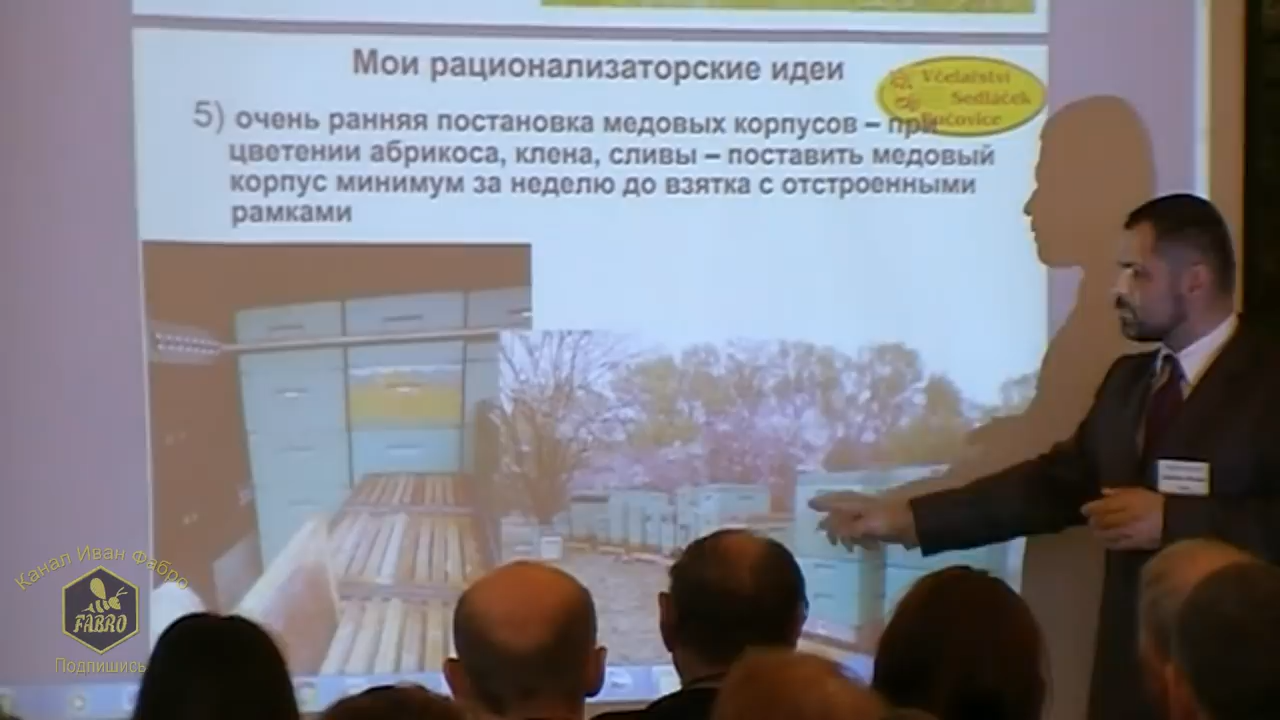 Мои рационализаторские идеи
Včelařství
Sedláček
Bučovice
5) очень ранняя постановка медовых корпусов – при
цветении абрикоса, клена, сливы – поставить медовый
корпус минимум за неделю до взятка с отстроенными
рамками
Канал Иван Фабро
FABRO
Подпишись